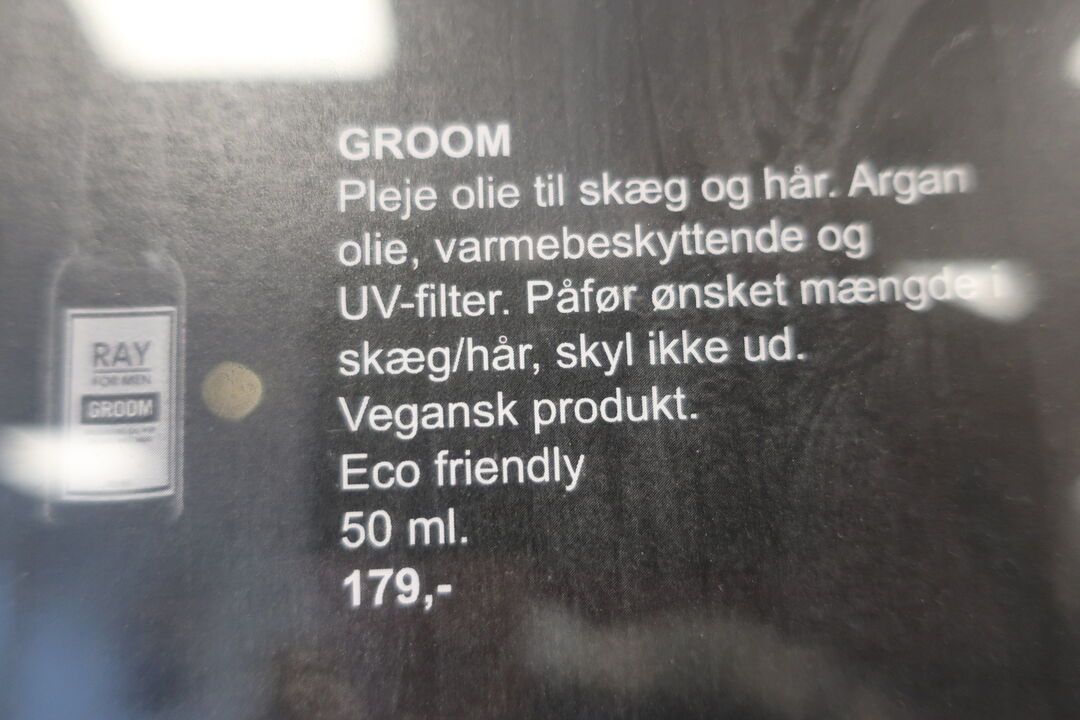 GROOM
Pleje olie til skæg og hår. Argan
olie, varmebeskyttende og
UV-filter. Påfør ønsket mængde i
skæg/hår, skyl ikke ud.
Vegansk produkt.
Eco friendly
50 ml.
179,-
RAY
FOR MEN
GROOM